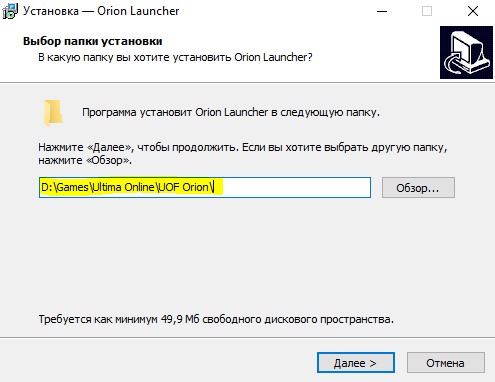 Установка — Orion Launcher
Выбор папки установки
В какую папку вы хотите установить Orion Launcher?
Программа установит Orion Launcher в следующую папку.
Нажмите «Далее», чтобы продолжить. Если вы хотите выбрать другую папку,
нажмите «Обзор».
D:\Games\Ultima Online\UOF Orion\
Обзор...
Требуется как минимум 49,9 Мб свободного дискового пространства.
Далее >
Отмена